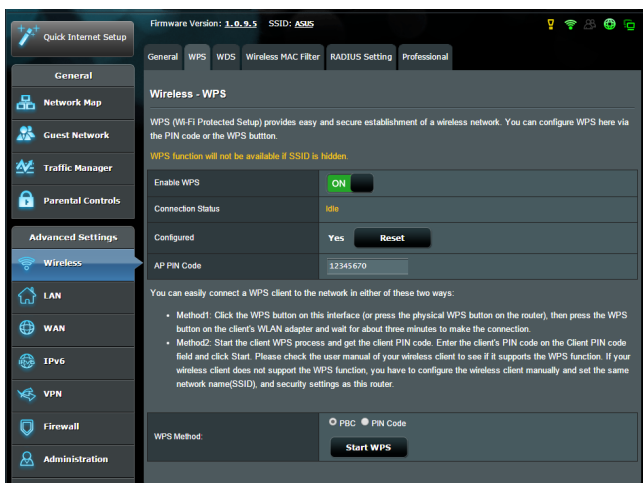 Quick Internet Setup
Firmware Version: 1.0.9.5 SSID: ASUS
General WPS WDS Wireless MAC Filter RADIUS Setting Professional
General
Network Map
Guest Network
Traffic Manager
Parental Controls
Advanced Settings
Wireless
LAN
WAN
IPv6
VPN
Firewall
Administration
Wireless - WPS
WPS (Wi-Fi Protected Setup) provides easy and secure establishment of a wireless network. You can configure WPS here via
the PIN code or the WPS buttton.
WPS function will not be available if SSID is hidden.
Enable WPS ON
Connection Status Idle
Configured Yes Reset
AP PIN Code 12345670
You can easily connect a WPS client to the network in either of these two ways:
• Method1: Click the WPS button on this interface (or press the physical WPS button on the router), then press the WPS
button on the client's WLAN adapter and wait for about three minutes to make the connection.
• Method2: Start the client WPS process and get the client PIN code. Enter the client's PIN code on the Client PIN code
field and click Start. Please check the user manual of your wireless client to see if it supports the WPS function. If your
wireless client does not support the WPS function, you have to configure the wireless client manually and set the same
network name(SSID), and security settings as this router.
WPS Method: PBC PIN Code
Start WPS